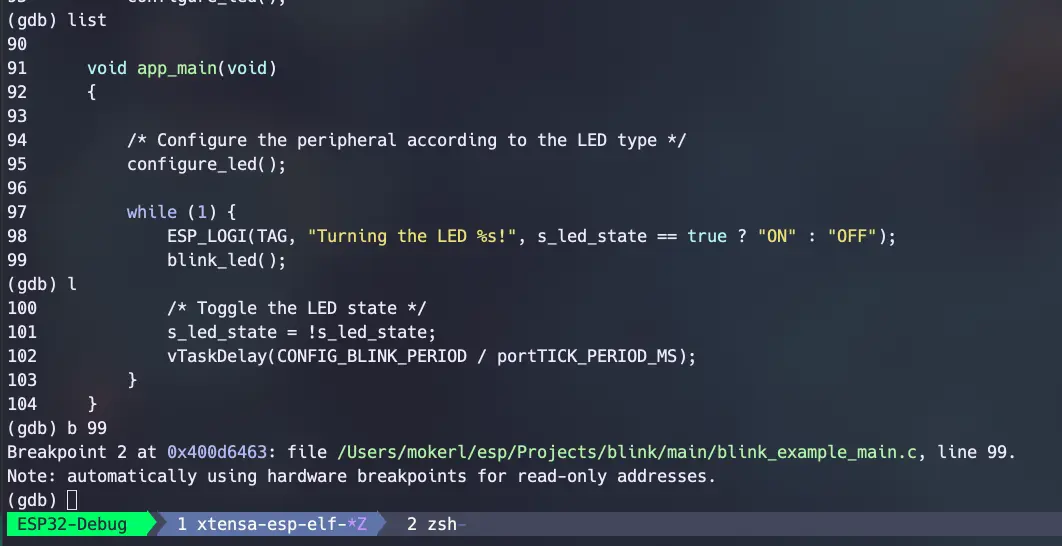 93 configure_led();
(gdb) list
90
91 void app_main(void)
92 {
93
94 /* Configure the peripheral according to the LED type */
95 configure_led();
96
97 while (1) {
98 ESP_LOGI(TAG, "Turning the LED %s!", s_led_state == true ? "ON" : "OFF");
99 blink_led();
(gdb) l
100 /* Toggle the LED state */
101 s_led_state = !s_led_state;
102 vTaskDelay(CONFIG_BLINK_PERIOD / portTICK_PERIOD_MS);
103 }
104 }
(gdb) b 99
Breakpoint 2 at 0x400d6463: file /Users/mokerl/esp/Projects/blink/main/blink_example_main.c, line 99.
Note: automatically using hardware breakpoints for read-only addresses.
(gdb)
ESP32-Debug 1 xtensa-esp-elf-*Z 2 zsh-